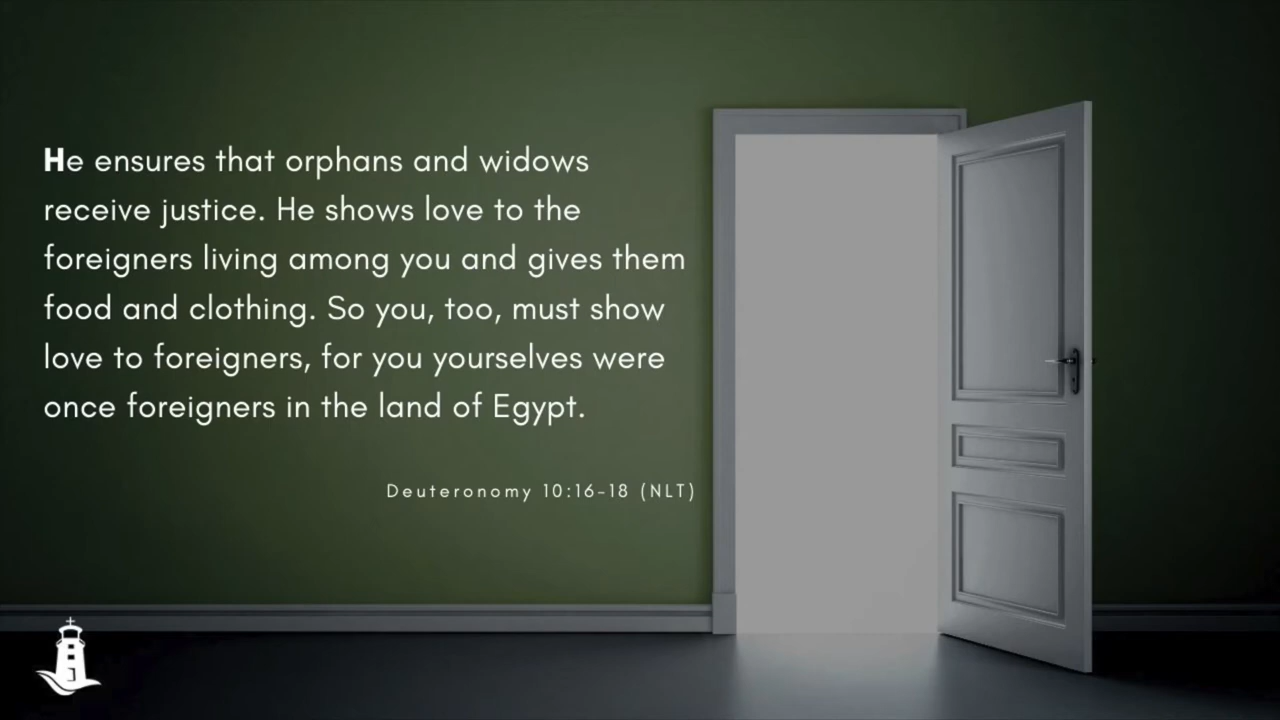 He ensures that orphans and widows
receive justice. He shows love to the
foreigners living among you and gives them
food and clothing. So you, too, must show
love to foreigners, for you yourselves were
once foreigners in the land of Egypt.
Deuteronomy 10:16-18 (NLT)